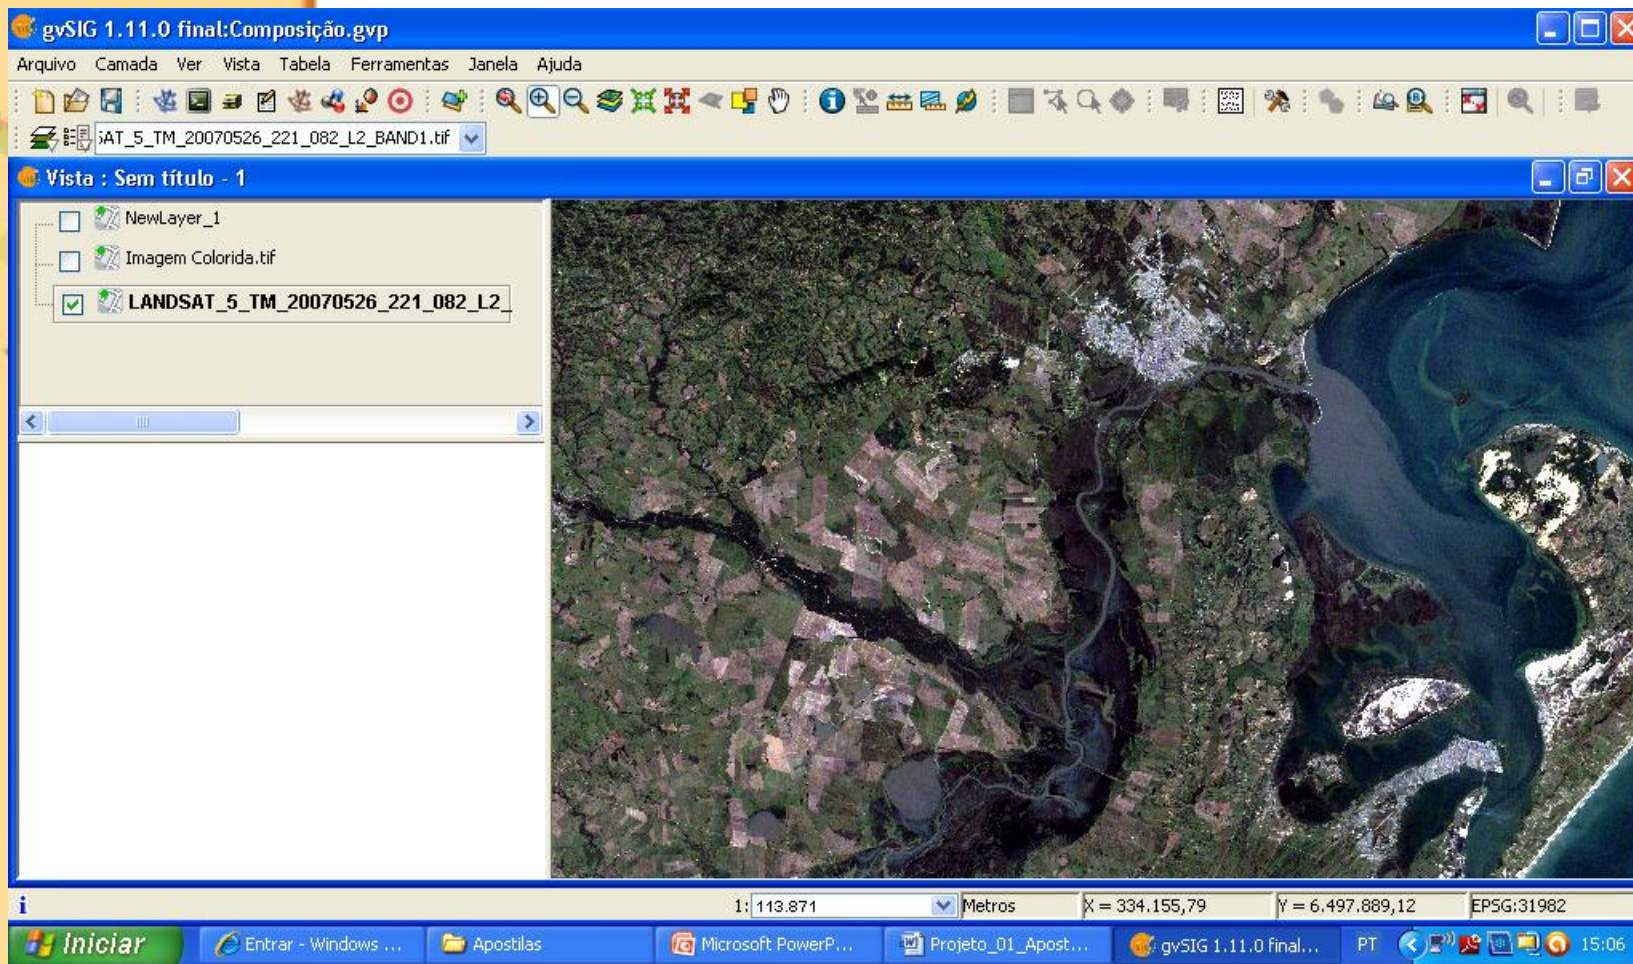 gvSIG 1.11.0 final:Composição.gvp
Arquivo Camada Ver Vista Tabela Ferramentas Janela Ajuda
SAT_5_TM_20070526_221_082_L2_BAND1.tif
Vista : Sem título - 1
NewLayer_1
Imagem Colorida.tif
LANDSAT_5_TM_20070526_221_082_L2_
1: 113.871 Metros X = 334.155,79 Y = 6.497.889,12 EPSG:31982
Iniciar Entrar - Windows ... Apostilas Microsoft PowerP... Projeto_01_Apost... gvSIG 1.11.0 final... PT 15:06